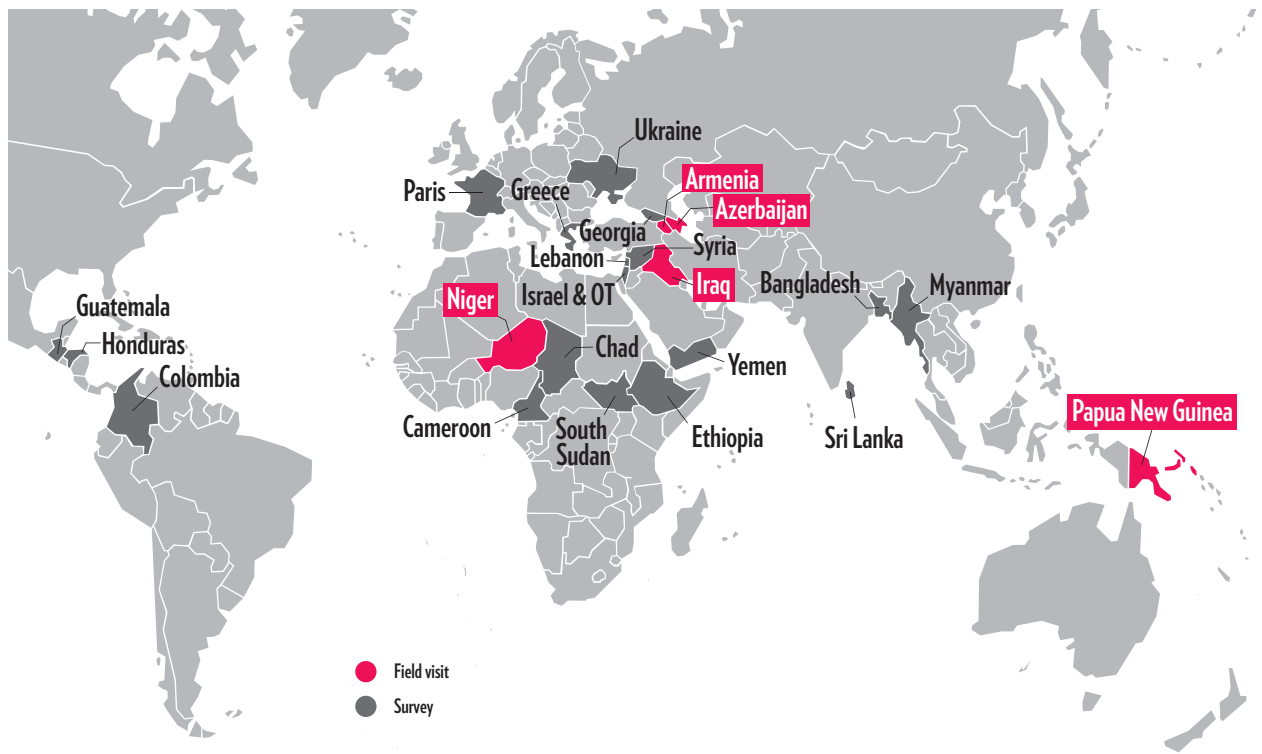 Ukraine
Armenia
Paris
Greece
Azerbaijan
Georgia
Syria
Lebanon
Iraq
Bangladesh
Myanmar
Israel & OT
Niger
Guatemala
Honduras
Chad
Yemen
Colombia
Papua New Guinea
Cameroon
South
Sudan
Ethiopia
Sri Lanka
Field visit
Survey